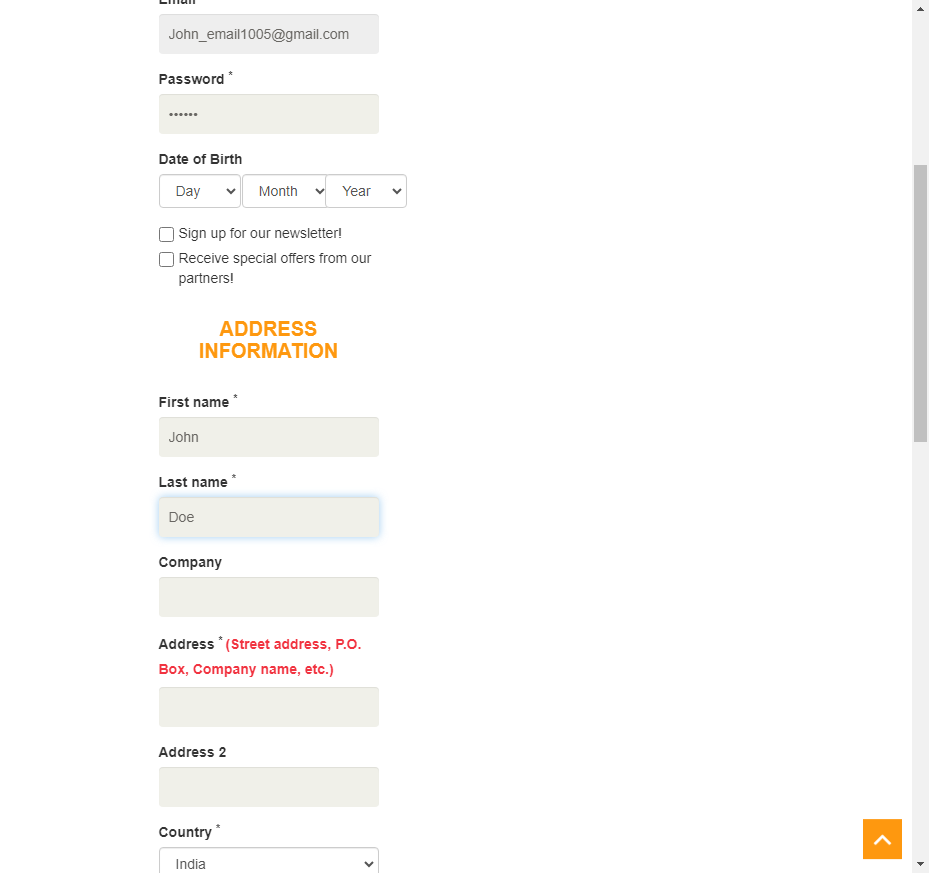 Email
John_email1005@gmail.com
Password *
••••••
Date of Birth
Day Month Year
Sign up for our newsletter!
Receive special offers from our
partners!
ADDRESS
INFORMATION
First name *
John
Last name *
Doe
Company
Address * (Street address, P.O.
Box, Company name, etc.)
Address 2
Country *
India